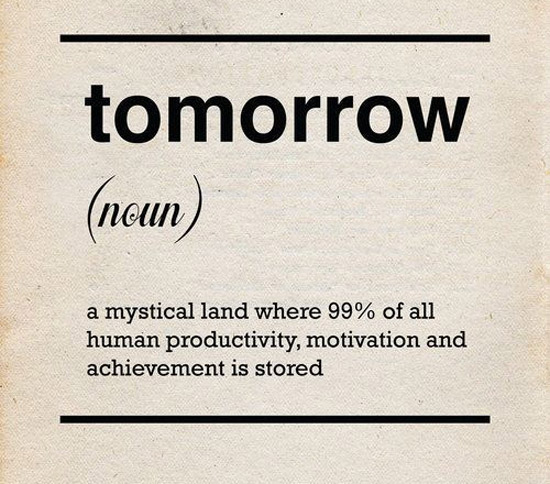 tomorrow
(noun)
a mystical land where 99% of all
human productivity, motivation and
achievement is stored